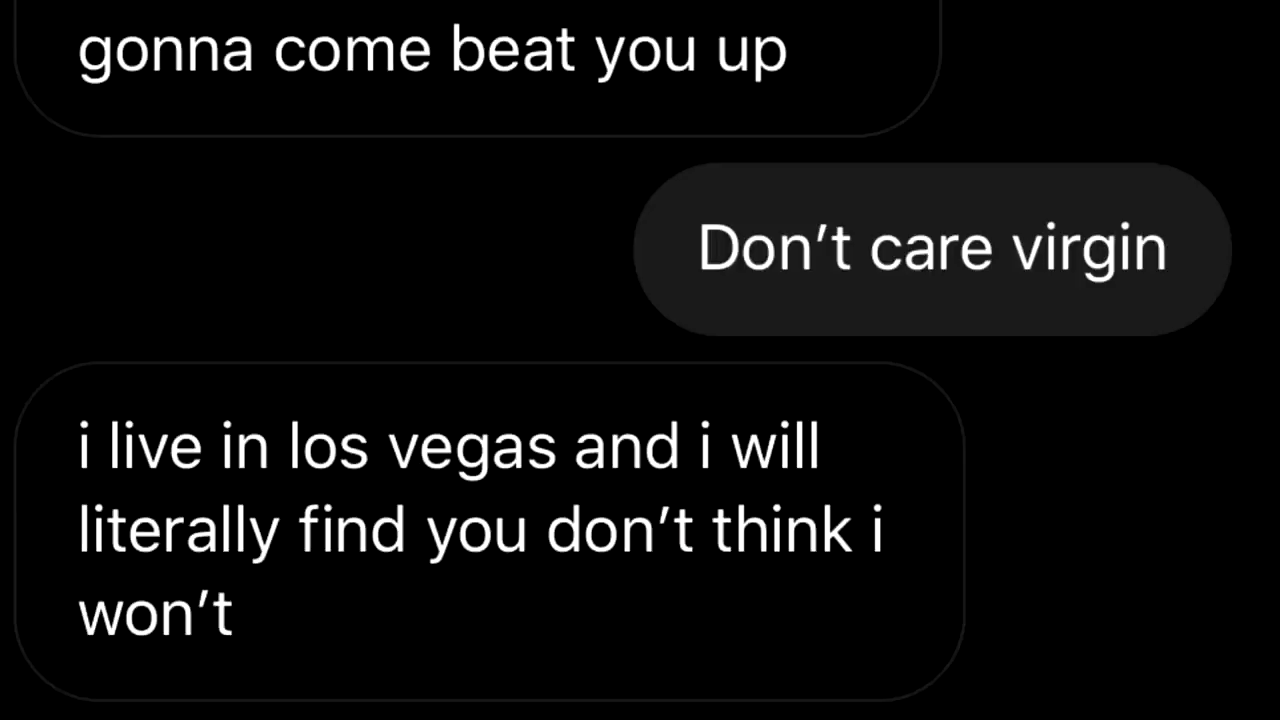 gonna come beat you up
Don’t care virgin
i live in los vegas and i will
literally find you don’t think i
won’t